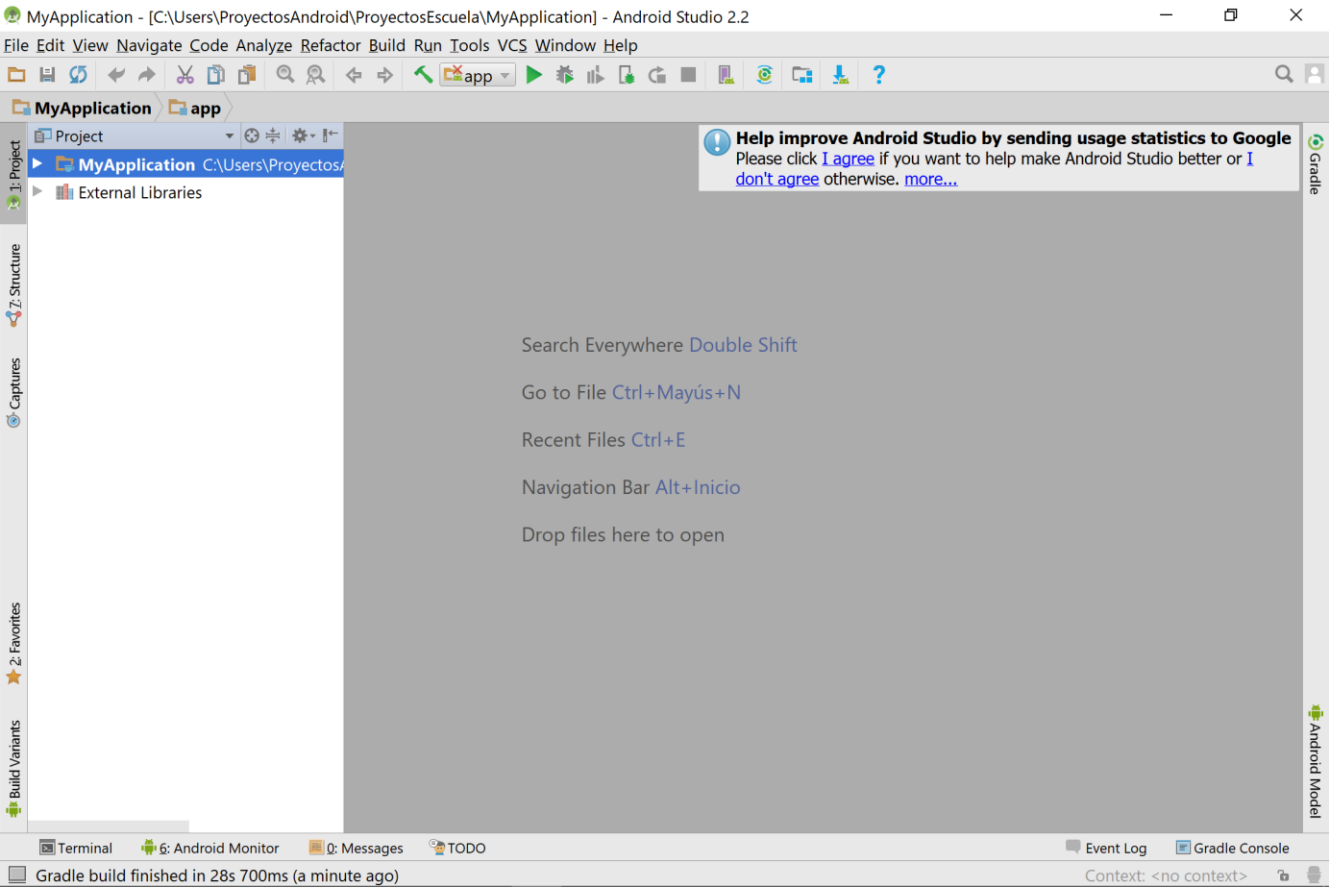 MyApplication - [C:\Users\ProyectosAndroid\ProyectosEscuela\MyApplication] - Android Studio 2.2
File Edit View Navigate Code Analyze Refactor Build Run Tools VCS Window Help
app
?
MyApplication app
Project
MyApplication C:\Users\Proyectos
External Libraries
Help improve Android Studio by sending usage statistics to Google
Please click I agree if you want to help make Android Studio better or I
don't agree otherwise. more...
1: Project
7: Structure
Captures
2: Favorites
Build Variants
Search Everywhere Double Shift
Go to File Ctrl+Mayús+N
Recent Files Ctrl+E
Navigation Bar Alt+Inicio
Drop files here to open
Gradle
Android Model
Terminal 6: Android Monitor 0: Messages TODO Event Log Gradle Console
Gradle build finished in 28s 700ms (a minute ago) Context: <no context>